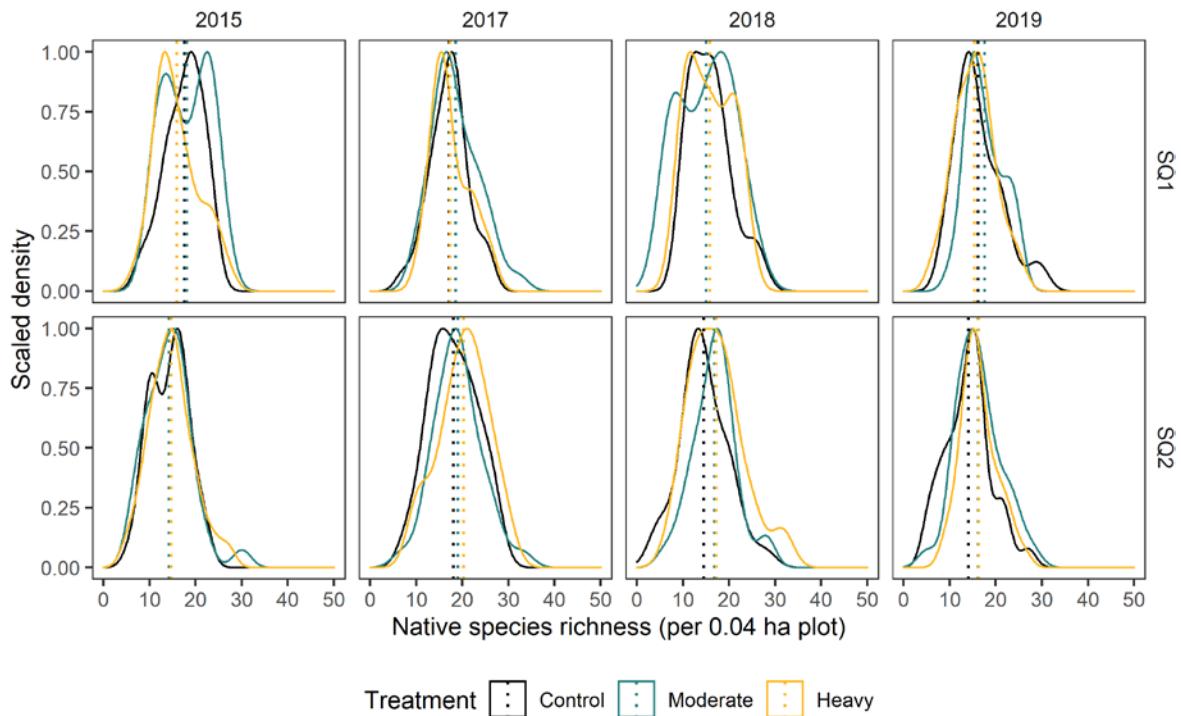 2015 2017 2018 2019
1.00
0.75
0.50
0.25
0.00
SQ1
1.00
0.75
0.50
0.25
0.00
SQ2
Scaled density
0 10 20 30 40 50 0 10 20 30 40 50 0 10 20 30 40 50 0 10 20 30 40 50
Native species richness (per 0.04 ha plot)
Treatment Control Moderate Heavy